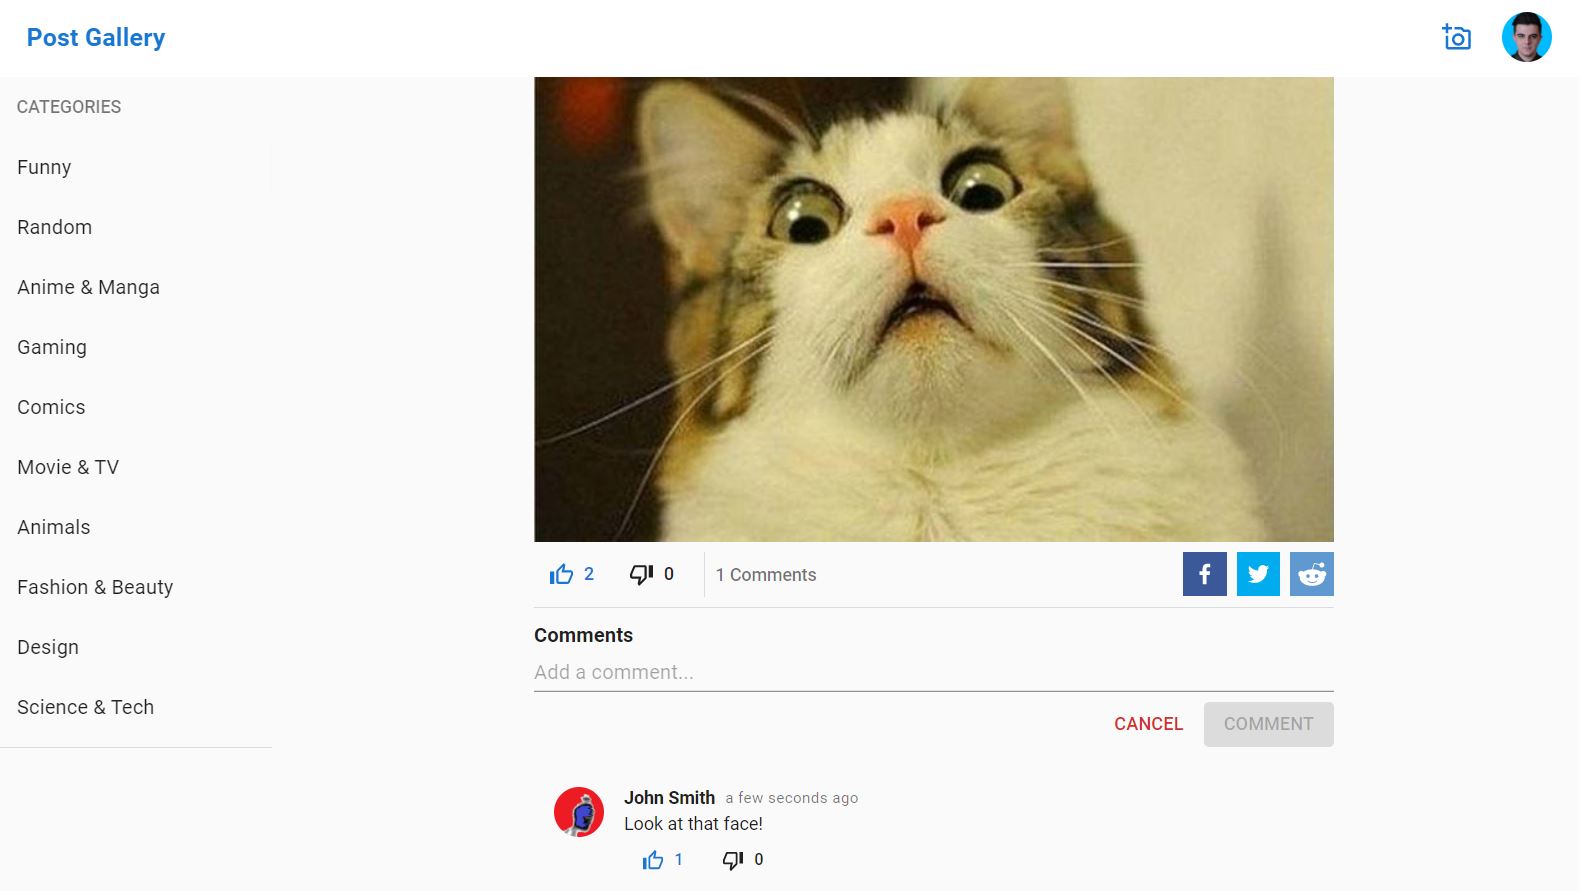 Post Gallery
CATEGORIES
Funny
Random
Anime & Manga
Gaming
Comics
Movie & TV
Animals
Fashion & Beauty
Design
Science & Tech
2 0 1 Comments
Comments
Add a comment...
CANCEL COMMENT
John Smith a few seconds ago
Look at that face!
1 0